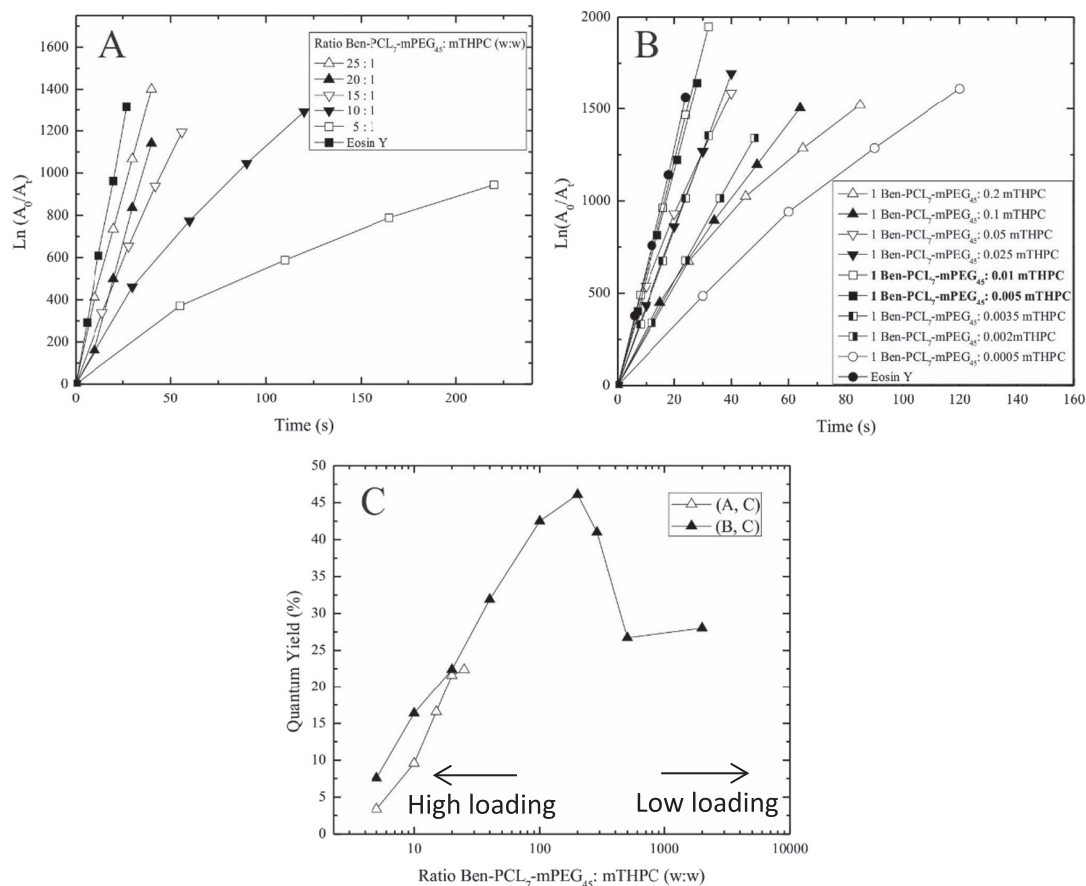 A
Ratio Ben-PCL7-mPEG45: mTHPC (w:w)
25 : 1
20 : 1
15 : 1
10 : 1
5 : 1
Eosin Y
1600
1400
1200
1000
800
600
400
200
0
Ln (A0/At)
0 50 100 150 200
Time (s)
B
2000
1500
1000
500
0
Ln(A0/At)
1 Ben-PCL7-mPEG45: 0.2 mTHPC
1 Ben-PCL7-mPEG45: 0.1 mTHPC
1 Ben-PCL7-mPEG45: 0.05 mTHPC
1 Ben-PCL7-mPEG45: 0.025 mTHPC
1 Ben-PCL7-mPEG45: 0.01 mTHPC
1 Ben-PCL7-mPEG45: 0.005 mTHPC
1 Ben-PCL7-mPEG45: 0.0035 mTHPC
1 Ben-PCL7-mPEG45: 0.002mTHPC
1 Ben-PCL7-mPEG45: 0.0005 mTHPC
Eosin Y
0 20 40 60 80 100 120 140 160
Time (s)
C
(A, C)
(B, C)
50
45
40
35
30
25
20
15
10
5
0
Quantum Yield (%)
High loading
Low loading
10 100 1000 10000
Ratio Ben-PCL7-mPEG45: mTHPC (w:w)